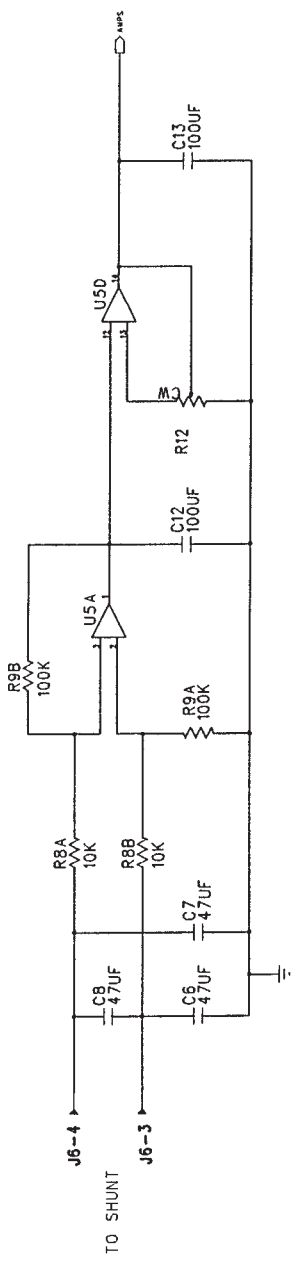 TO SHUNT
J6-4
J6-3
C8
47UF
C6
47UF
C7
47UF
R8A
10K
R8B
10K
R9B
100K
R9A
100K
U5A
2
1
C12
100UF
U5D
12
13
14
CW
R12
C13
100UF
AMPS